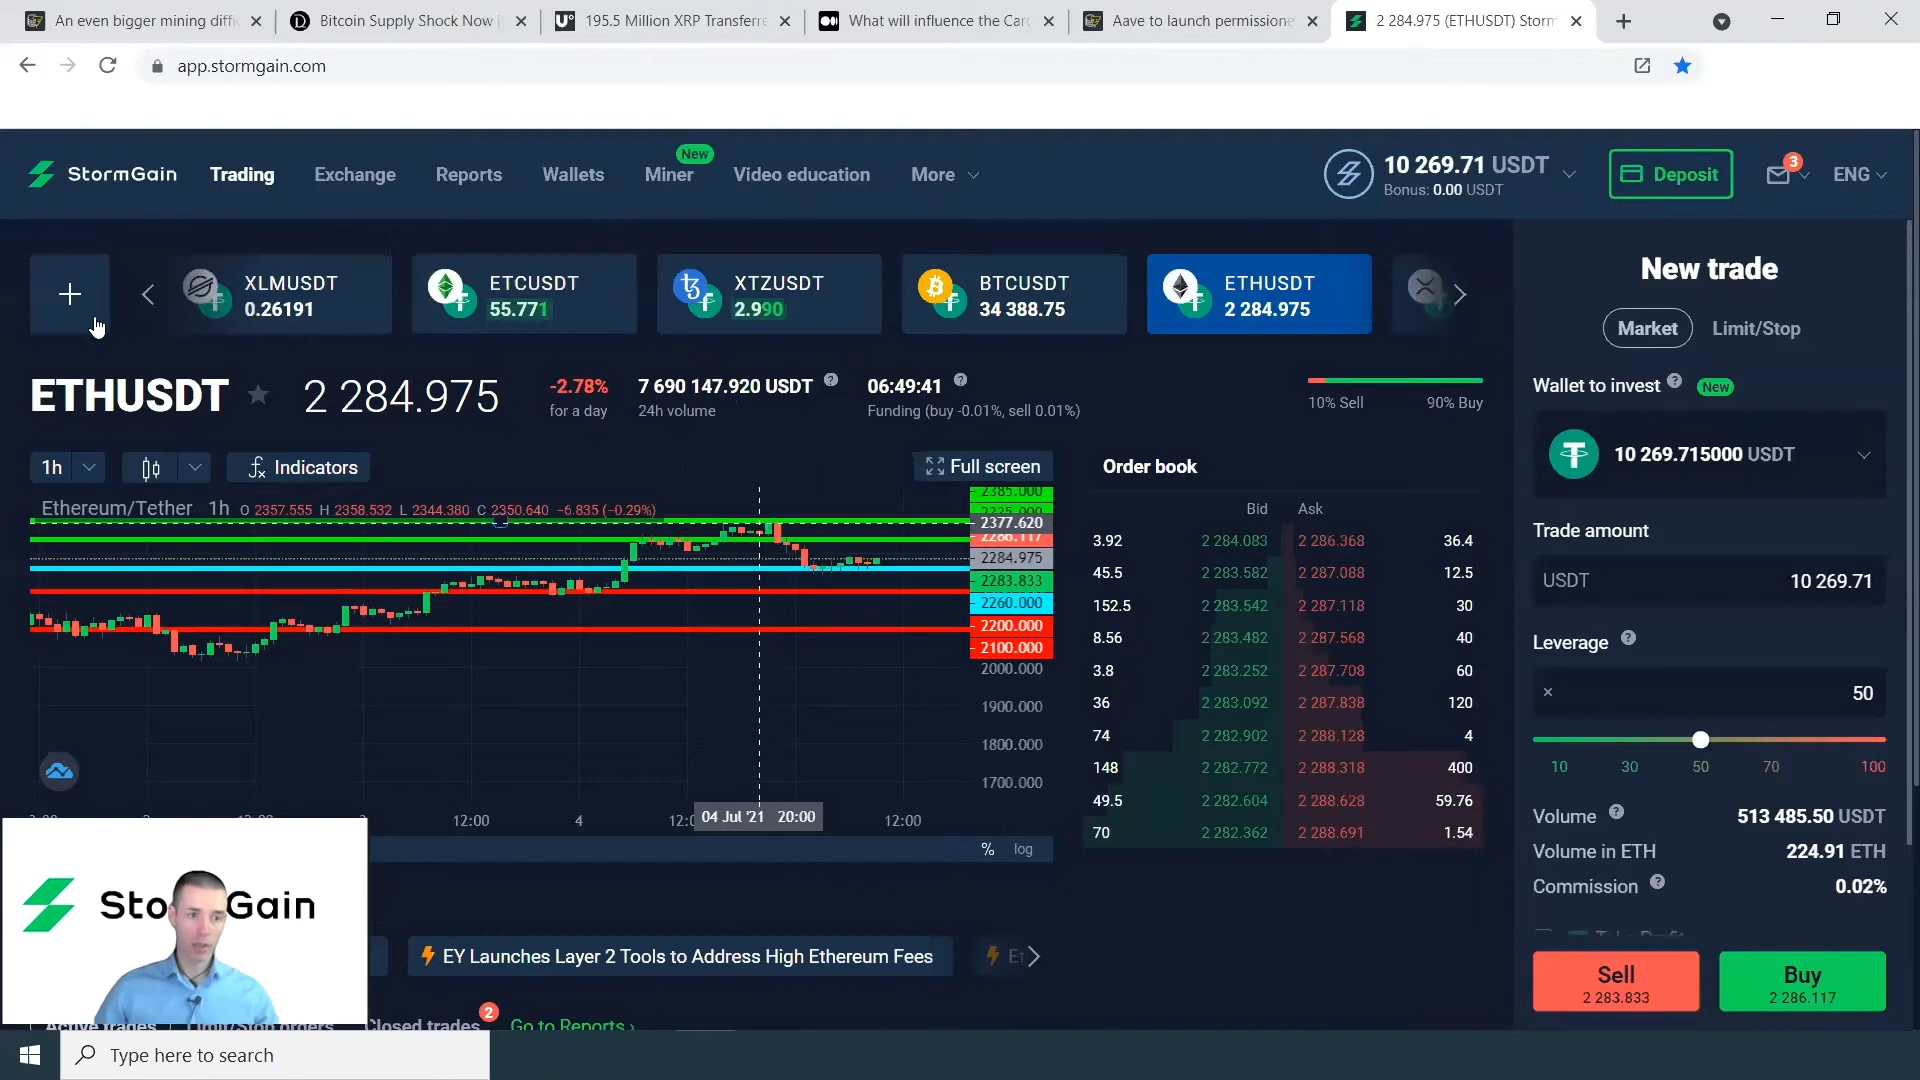 An even bigger mining diffic
Bitcoin Supply Shock Now i
195.5 Million XRP Transferre
What will influence the Card
Aave to launch permissione
2 284.975 (ETHUSDT) Storm
app.stormgain.com
StormGain
Trading
Exchange
Reports
Wallets
Miner
New
Video education
More
10 269.71 USDT
Bonus: 0.00 USDT
Deposit
3
ENG
XLMUSDT
0.26191
ETCUSDT
55.771
XTZUSDT
2.990
BTCUSDT
34 388.75
ETHUSDT
2 284.975
ETHUSDT
2 284.975
-2.78%
for a day
7 690 147.920 USDT
24h volume
06:49:41
Funding (buy -0.01%, sell 0.01%)
10% Sell
90% Buy
1h
Indicators
Full screen
Ethereum/Tether 1h O 2357.555 H 2358.532 L 2344.380 C 2350.640 −6.835 (−0.29%)
2385.000
2325.000
2377.620
2286.117
2284.975
2283.833
2260.000
2200.000
2100.000
2000.000
1900.000
1800.000
1700.000
12:00
4
04 Jul '21 20:00
12:00
% log
Order book
Bid Ask
3.92 2 284.083 2 286.368 36.4
45.5 2 283.582 2 287.088 12.5
152.5 2 283.542 2 287.118 30
8.56 2 283.482 2 287.568 40
3.8 2 283.252 2 287.708 60
36 2 283.092 2 287.838 120
74 2 282.902 2 288.128 4
148 2 282.772 2 288.318 400
49.5 2 282.604 2 288.628 59.76
70 2 282.362 2 288.691 1.54
New trade
Market
Limit/Stop
Wallet to invest
New
10 269.715000 USDT
Trade amount
USDT
10 269.71
Leverage
×
50
10 30 50 70 100
Volume
513 485.50 USDT
Volume in ETH
224.91 ETH
Commission
0.02%
Take Profit
Sell
2 283.833
Buy
2 286.117
EY Launches Layer 2 Tools to Address High Ethereum Fees
Active trades
Limit/Stop orders
Closed trades
2
Go to Reports ›
Sto Gain
Type here to search